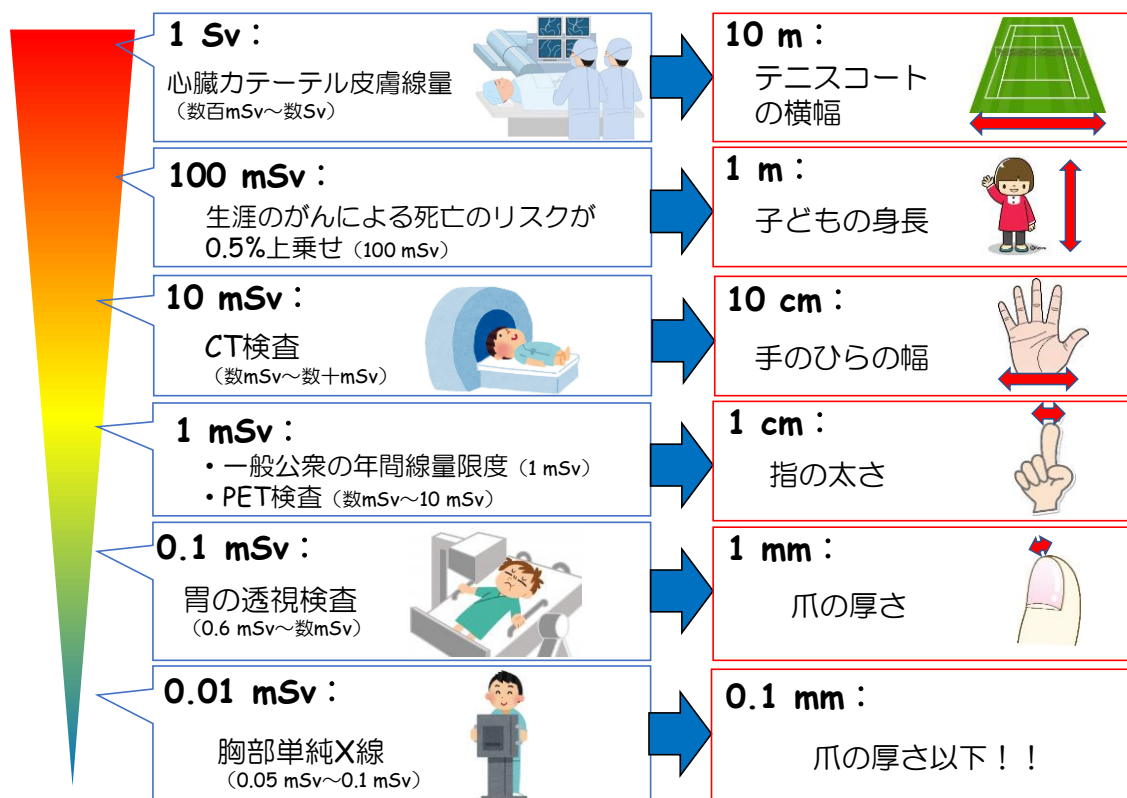 1 Sv：
心臓カテーテル皮膚線量
（数百mSv～数Sv）
10 m：
テニスコート
の横幅
100 mSv：
生涯のがんによる死亡のリスクが
0.5%上乗せ（100 mSv）
1 m：
子どもの身長
10 mSv：
CT検査
（数mSv～数十mSv）
10 cm：
手のひらの幅
1 mSv：
・一般公衆の年間線量限度（1 mSv）
・PET検査（数mSv～10 mSv）
1 cm：
指の太さ
0.1 mSv：
胃の透視検査
（0.6 mSv～数mSv）
1 mm：
爪の厚さ
0.01 mSv：
胸部単純X線
（0.05 mSv～0.1 mSv）
0.1 mm：
爪の厚さ以下！！